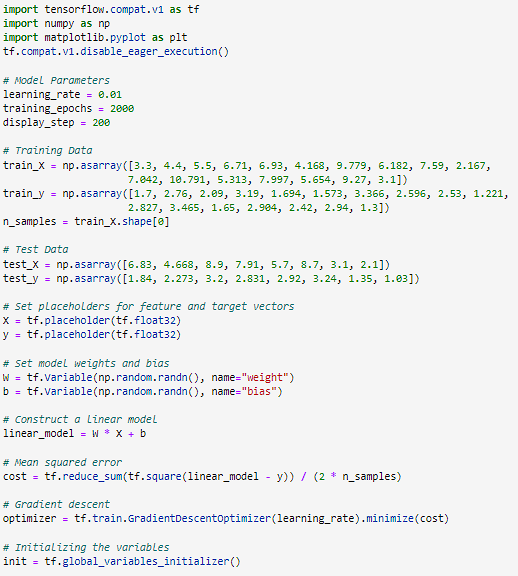 import tensorflow.compat.v1 as tf
import numpy as np
import matplotlib.pyplot as plt
tf.compat.v1.disable_eager_execution()
# Model Parameters
learning_rate = 0.01
training_epochs = 2000
display_step = 200
# Training Data
train_X = np.asarray([3.3, 4.4, 5.5, 6.71, 6.93, 4.168, 9.779, 6.182, 7.59, 2.167,
7.042, 10.791, 5.313, 7.997, 5.654, 9.27, 3.1])
train_y = np.asarray([1.7, 2.76, 2.09, 3.19, 1.694, 1.573, 3.366, 2.596, 2.53, 1.221,
2.827, 3.465, 1.65, 2.904, 2.42, 2.94, 1.3])
n_samples = train_X.shape[0]
# Test Data
test_X = np.asarray([6.83, 4.668, 8.9, 7.91, 5.7, 8.7, 3.1, 2.1])
test_y = np.asarray([1.84, 2.273, 3.2, 2.831, 2.92, 3.24, 1.35, 1.03])
# Set placeholders for feature and target vectors
X = tf.placeholder(tf.float32)
y = tf.placeholder(tf.float32)
# Set model weights and bias
W = tf.Variable(np.random.randn(), name="weight")
b = tf.Variable(np.random.randn(), name="bias")
# Construct a linear model
linear_model = W * X + b
# Mean squared error
cost = tf.reduce_sum(tf.square(linear_model - y)) / (2 * n_samples)
# Gradient descent
optimizer = tf.train.GradientDescentOptimizer(learning_rate).minimize(cost)
# Initializing the variables
init = tf.global_variables_initializer()